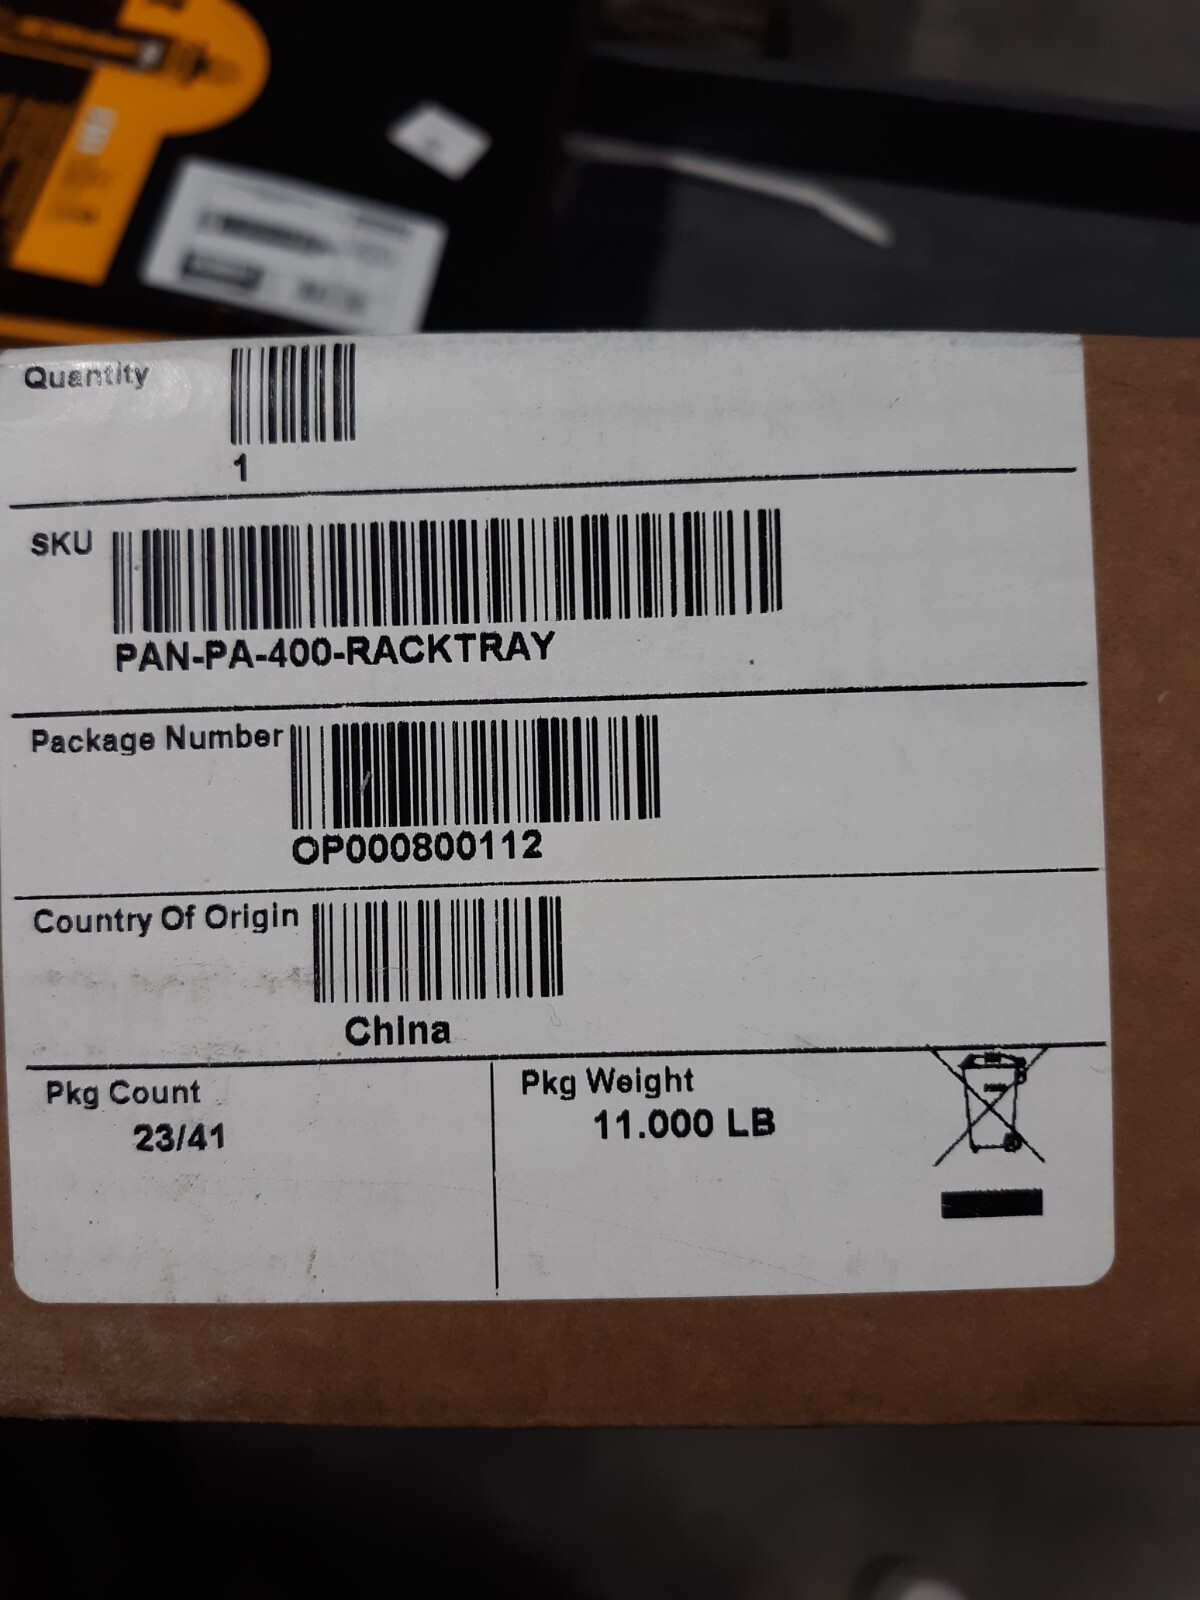 Quantity
1
SKU
PAN-PA-400-RACKTRAY
Package Number
OP000800112
Country Of Origin
China
Pkg Count
23/41
Pkg Weight
11.000 LB